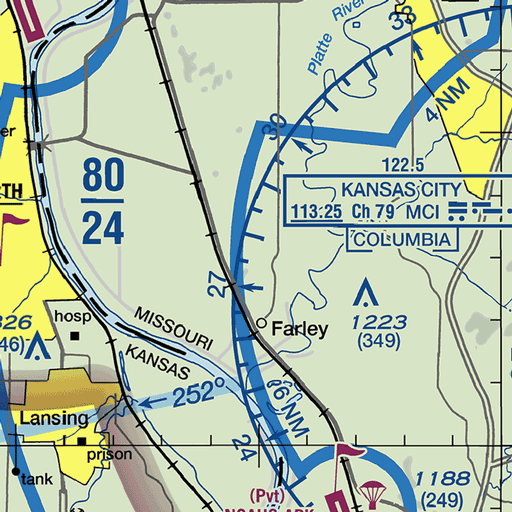 33
Platte River
30
4 NM
122.5
KANSAS CITY
113.25 Ch 79 MCI
COLUMBIA
80
24
27
MISSOURI
KANSAS
hosp
Farley
1223
(349)
252°
6 NM
Lansing
prison
24
tank
(Pvt)
1188
(249)